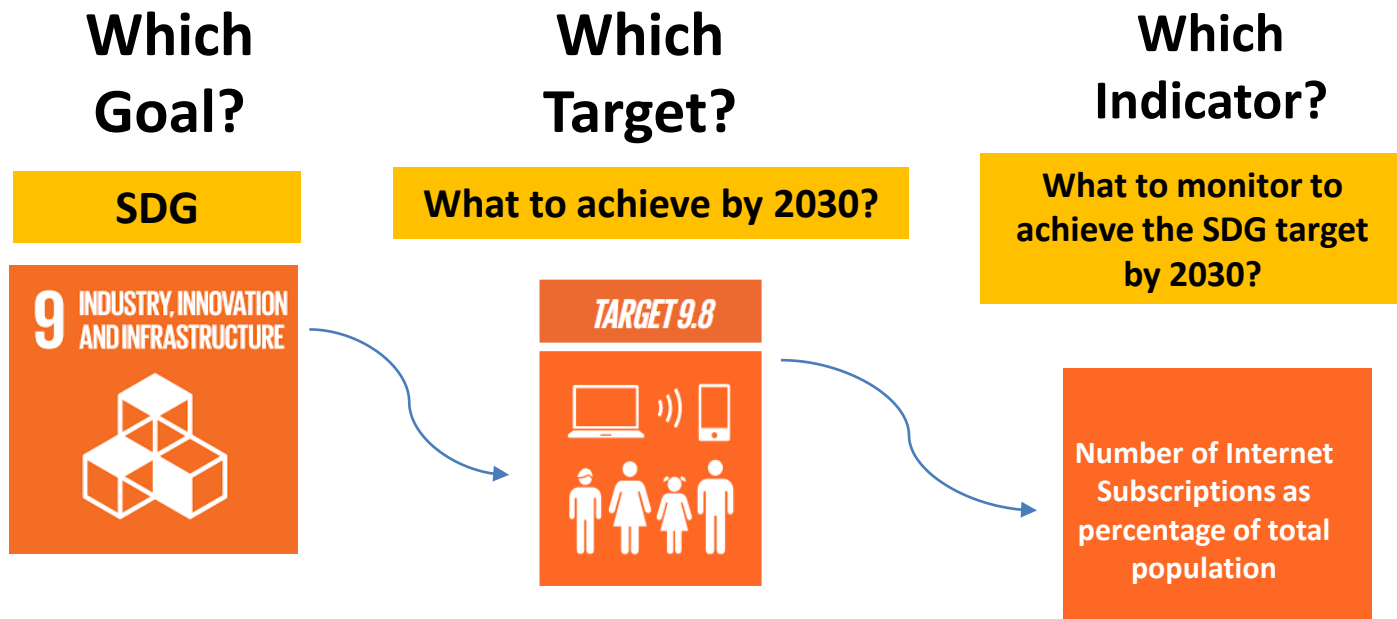 Which
Goal?
SDG
9 INDUSTRY, INNOVATION
AND INFRASTRUCTURE
Which
Target?
What to achieve by 2030?
TARGET 9.8
Which
Indicator?
What to monitor to
achieve the SDG target
by 2030?
Number of Internet
Subscriptions as
percentage of total
population